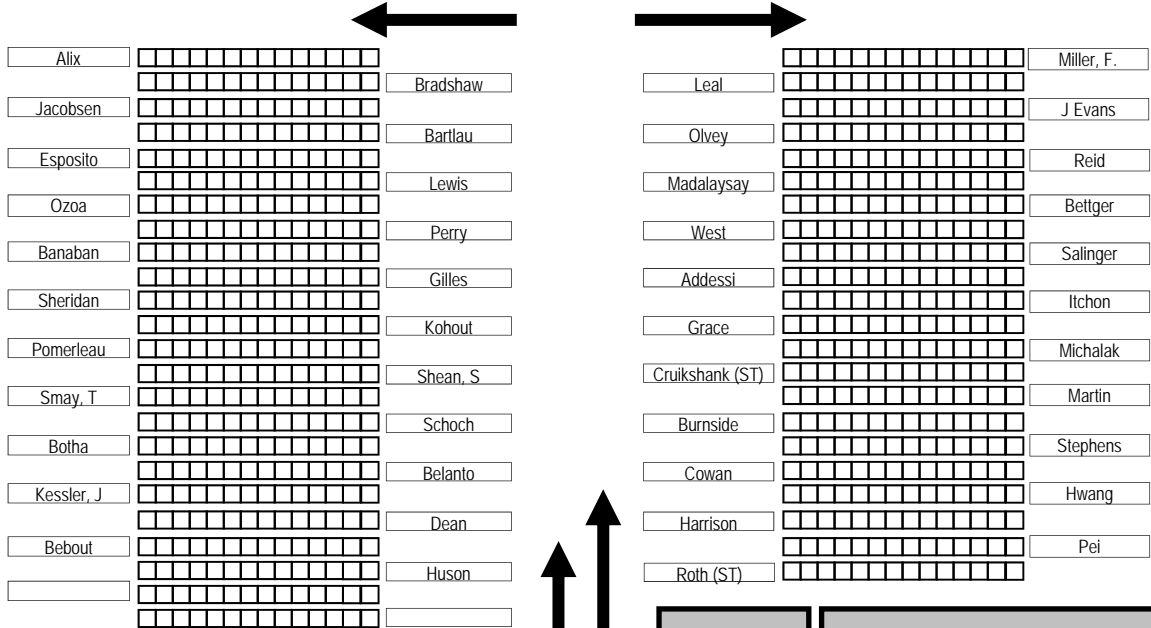 Alix
Miller, F.
Bradshaw
Leal
Jacobsen
J Evans
Bartlau
Olvey
Esposito
Reid
Lewis
Madalaysay
Ozoa
Bettger
Perry
West
Banaban
Salinger
Gilles
Addessi
Sheridan
Itchon
Kohout
Grace
Pomerleau
Michalak
Shean, S
Cruikshank (ST)
Smay, T
Martin
Schoch
Burnside
Botha
Stephens
Belanto
Cowan
Kessler, J
Hwang
Dean
Harrison
Bebout
Pei
Huson
Roth (ST)